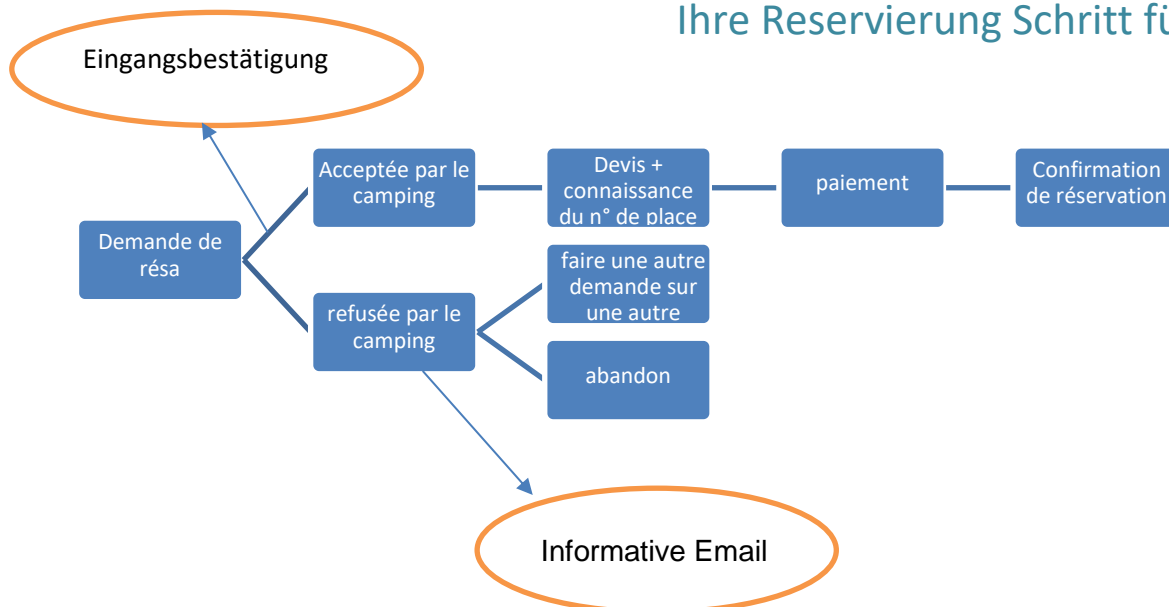 Ihre Reservierung Schritt fü
Eingangsbestätigung
Demande de
résa
Acceptée par le
camping
Devis +
connaissance
du n° de place
paiement
Confirmation
de réservation
refusée par le
camping
faire une autre
demande sur
une autre
abandon
Informative Email